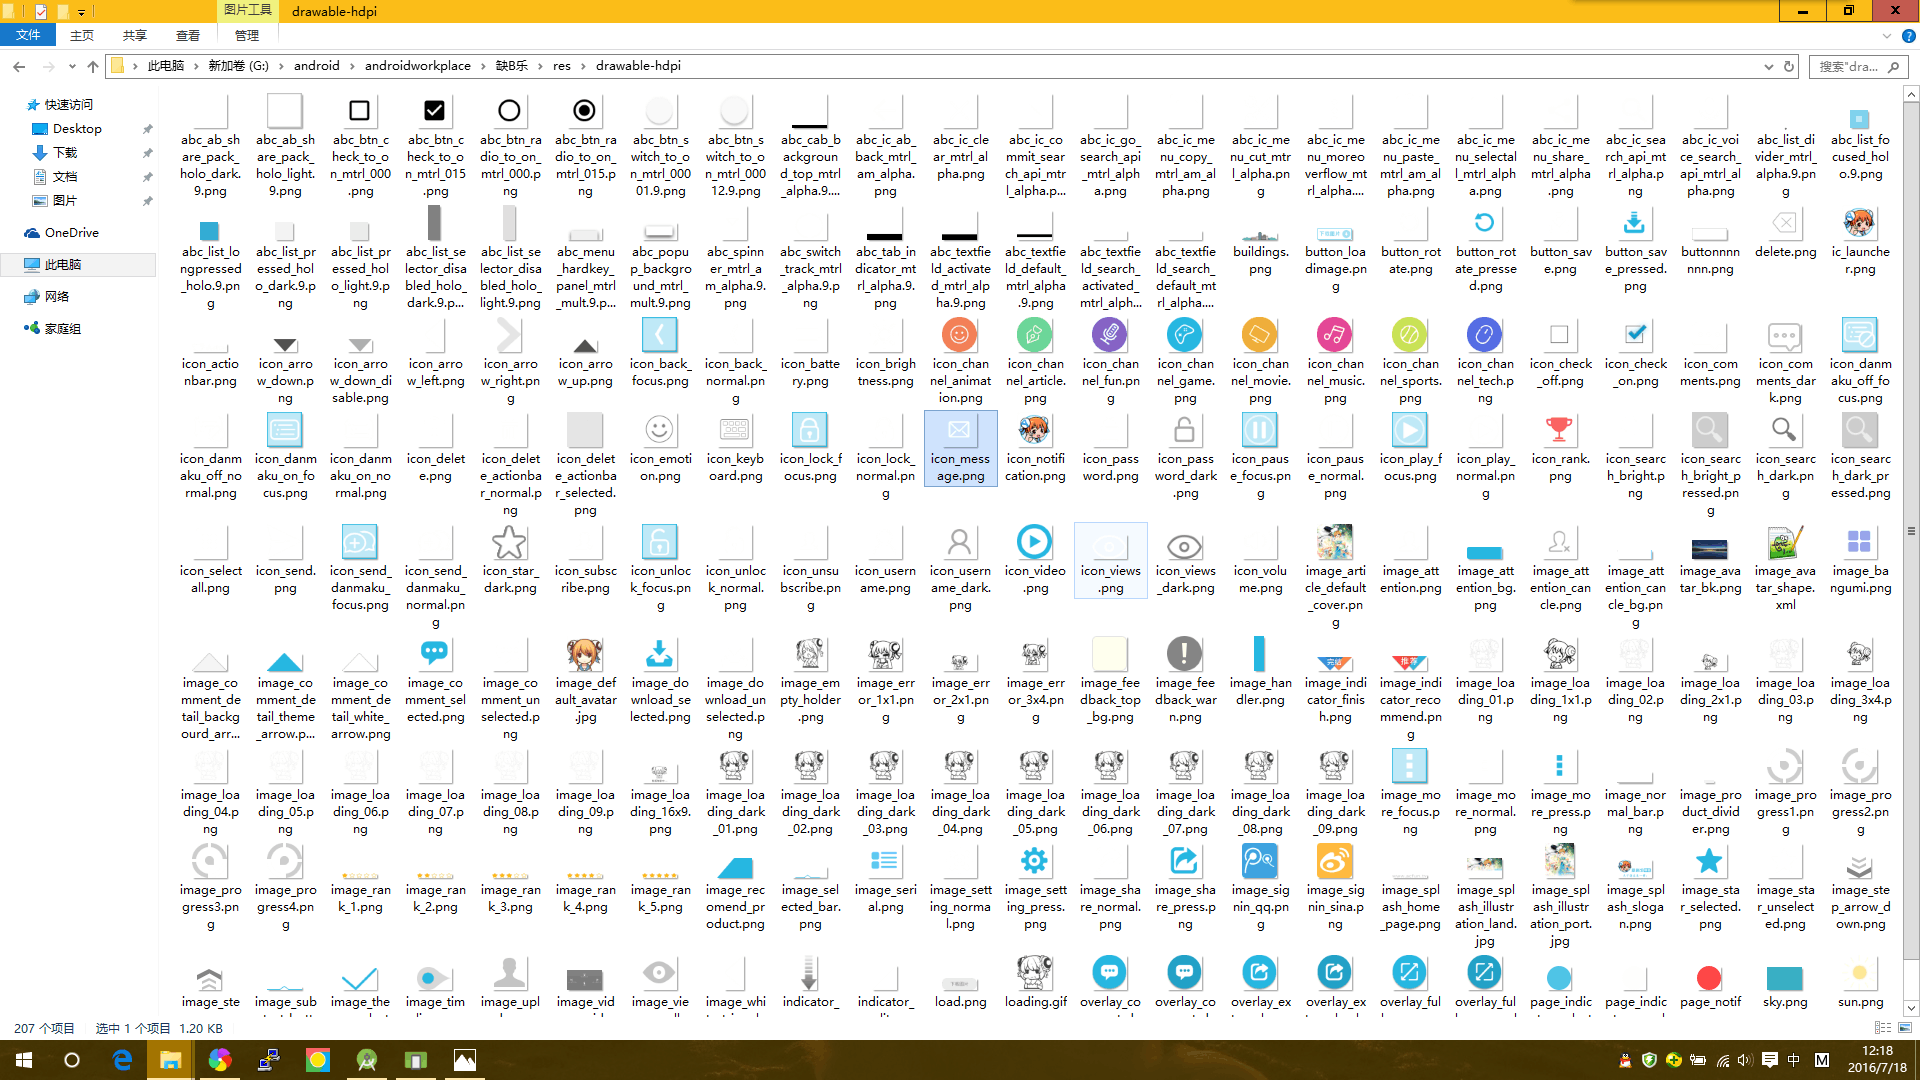 图片工具
drawable-hdpi
文件
主页
共享
查看
管理
此电脑 › 新加卷 (G:) › android › androidworkplace › 缺B乐 › res › drawable-hdpi
搜索"dra...
快速访问
Desktop
下载
文档
图片
OneDrive
此电脑
网络
家庭组
abc_ab_share_pack_holo_dark.9.png
abc_ab_share_pack_holo_light.9.png
abc_btn_check_to_on_mtrl_000.png
abc_btn_check_to_on_mtrl_015.png
abc_btn_radio_to_on_mtrl_000.png
abc_btn_radio_to_on_mtrl_015.png
abc_btn_switch_to_on_mtrl_00001.9.png
abc_btn_switch_to_on_mtrl_00012.9.png
abc_cab_background_top_mtrl_alpha.9....
abc_ic_ab_back_mtrl_am_alpha.png
abc_ic_clear_mtrl_alpha.png
abc_ic_commit_search_api_mtrl_alpha.p...
abc_ic_go_search_api_mtrl_alpha.png
abc_ic_menu_copy_mtrl_am_alpha.png
abc_ic_menu_cut_mtrl_alpha.png
abc_ic_menu_moreoverflow_mtrl_alpha....
abc_ic_menu_paste_mtrl_am_alpha.png
abc_ic_menu_selectall_mtrl_alpha.png
abc_ic_menu_share_mtrl_alpha.png
abc_ic_search_api_mtrl_alpha.png
abc_ic_voice_search_api_mtrl_alpha.png
abc_list_divider_mtrl_alpha.9.png
abc_list_focused_holo.9.png
abc_list_longpressed_holo.9.png
abc_list_pressed_holo_dark.9.png
abc_list_pressed_holo_light.9.png
abc_list_selector_disabled_holo_dark.9.p...
abc_list_selector_disabled_holo_light.9.png
abc_menu_hardkey_panel_mtrl_mult.9.p...
abc_popup_background_mtrl_mult.9.png
abc_spinner_mtrl_am_alpha.9.png
abc_switch_track_mtrl_alpha.9.png
abc_tab_indicator_mtrl_alpha.9.png
abc_textfield_activated_mtrl_alpha.9.png
abc_textfield_default_mtrl_alpha.9.png
abc_textfield_search_activated_mtrl_alph...
abc_textfield_search_default_mtrl_alpha....
buildings.png
button_loadimage.png
button_rotate.png
button_rotate_pressed.png
button_save.png
button_save_pressed.png
buttonnnnnnn.png
delete.png
ic_launcher.png
icon_actionbar.png
icon_arrow_down.png
icon_arrow_down_disable.png
icon_arrow_left.png
icon_arrow_right.png
icon_arrow_up.png
icon_back_focus.png
icon_back_normal.png
icon_battery.png
icon_brightness.png
icon_channel_animation.png
icon_channel_article.png
icon_channel_fun.png
icon_channel_game.png
icon_channel_movie.png
icon_channel_music.png
icon_channel_sports.png
icon_channel_tech.png
icon_check_off.png
icon_check_on.png
icon_comments.png
icon_comments_dark.png
icon_danmaku_off_focus.png
icon_danmaku_off_normal.png
icon_danmaku_on_focus.png
icon_danmaku_on_normal.png
icon_delete.png
icon_delete_actionbar_normal.png
icon_delete_actionbar_selected.png
icon_emotion.png
icon_keyboard.png
icon_lock_focus.png
icon_lock_normal.png
icon_message.png
icon_notification.png
icon_password.png
icon_password_dark.png
icon_pause_focus.png
icon_pause_normal.png
icon_play_focus.png
icon_play_normal.png
icon_rank.png
icon_search_bright.png
icon_search_bright_pressed.png
icon_search_dark.png
icon_search_dark_pressed.png
icon_selectall.png
icon_send.png
icon_send_danmaku_focus.png
icon_send_danmaku_normal.png
icon_star_dark.png
icon_subscribe.png
icon_unlock_focus.png
icon_unlock_normal.png
icon_unsubscribe.png
icon_username.png
icon_username_dark.png
icon_video.png
icon_views.png
icon_views_dark.png
icon_volume.png
image_article_default_cover.png
image_attention.png
image_attention_bg.png
image_attention_cancle.png
image_attention_cancle_bg.png
image_avatar_bk.png
image_avatar_shape.xml
image_bangumi.png
image_comment_detail_backgourd_arr...
image_comment_detail_theme_arrow.p...
image_comment_detail_white_arrow.png
image_comment_selected.png
image_comment_unselected.png
image_default_avatar.jpg
image_download_selected.png
image_download_unselected.png
image_empty_holder.png
image_error_1x1.png
image_error_2x1.png
image_error_3x4.png
image_feedback_top_bg.png
image_feedback_warn.png
image_handler.png
image_indicator_finish.png
image_indicator_recommend.png
image_loading_01.png
image_loading_1x1.png
image_loading_02.png
image_loading_2x1.png
image_loading_03.png
image_loading_3x4.png
image_loading_04.png
image_loading_05.png
image_loading_06.png
image_loading_07.png
image_loading_08.png
image_loading_09.png
image_loading_16x9.png
image_loading_dark_01.png
image_loading_dark_02.png
image_loading_dark_03.png
image_loading_dark_04.png
image_loading_dark_05.png
image_loading_dark_06.png
image_loading_dark_07.png
image_loading_dark_08.png
image_loading_dark_09.png
image_more_focus.png
image_more_normal.png
image_more_press.png
image_normal_bar.png
image_product_divider.png
image_progress1.png
image_progress2.png
image_progress3.png
image_progress4.png
image_rank_1.png
image_rank_2.png
image_rank_3.png
image_rank_4.png
image_rank_5.png
image_recomend_product.png
image_selected_bar.png
image_serial.png
image_setting_normal.png
image_setting_press.png
image_share_normal.png
image_share_press.png
image_signin_qq.png
image_signin_sina.png
image_splash_home_page.png
image_splash_illustration_land.jpg
image_splash_illustration_port.jpg
image_splash_slogan.png
image_star_selected.png
image_star_unselected.png
image_step_arrow_down.png
image_ste
image_sub
image_the
image_tim
image_upl
image_vid
image_vie
image_whi
indicator_
indicator_
load.png
loading.gif
overlay_co
overlay_co
overlay_ex
overlay_ex
overlay_ful
overlay_ful
page_indic
page_indic
page_notif
sky.png
sun.png
207 个项目 选中 1 个项目 1.20 KB
中
M
12:18
2016/7/18